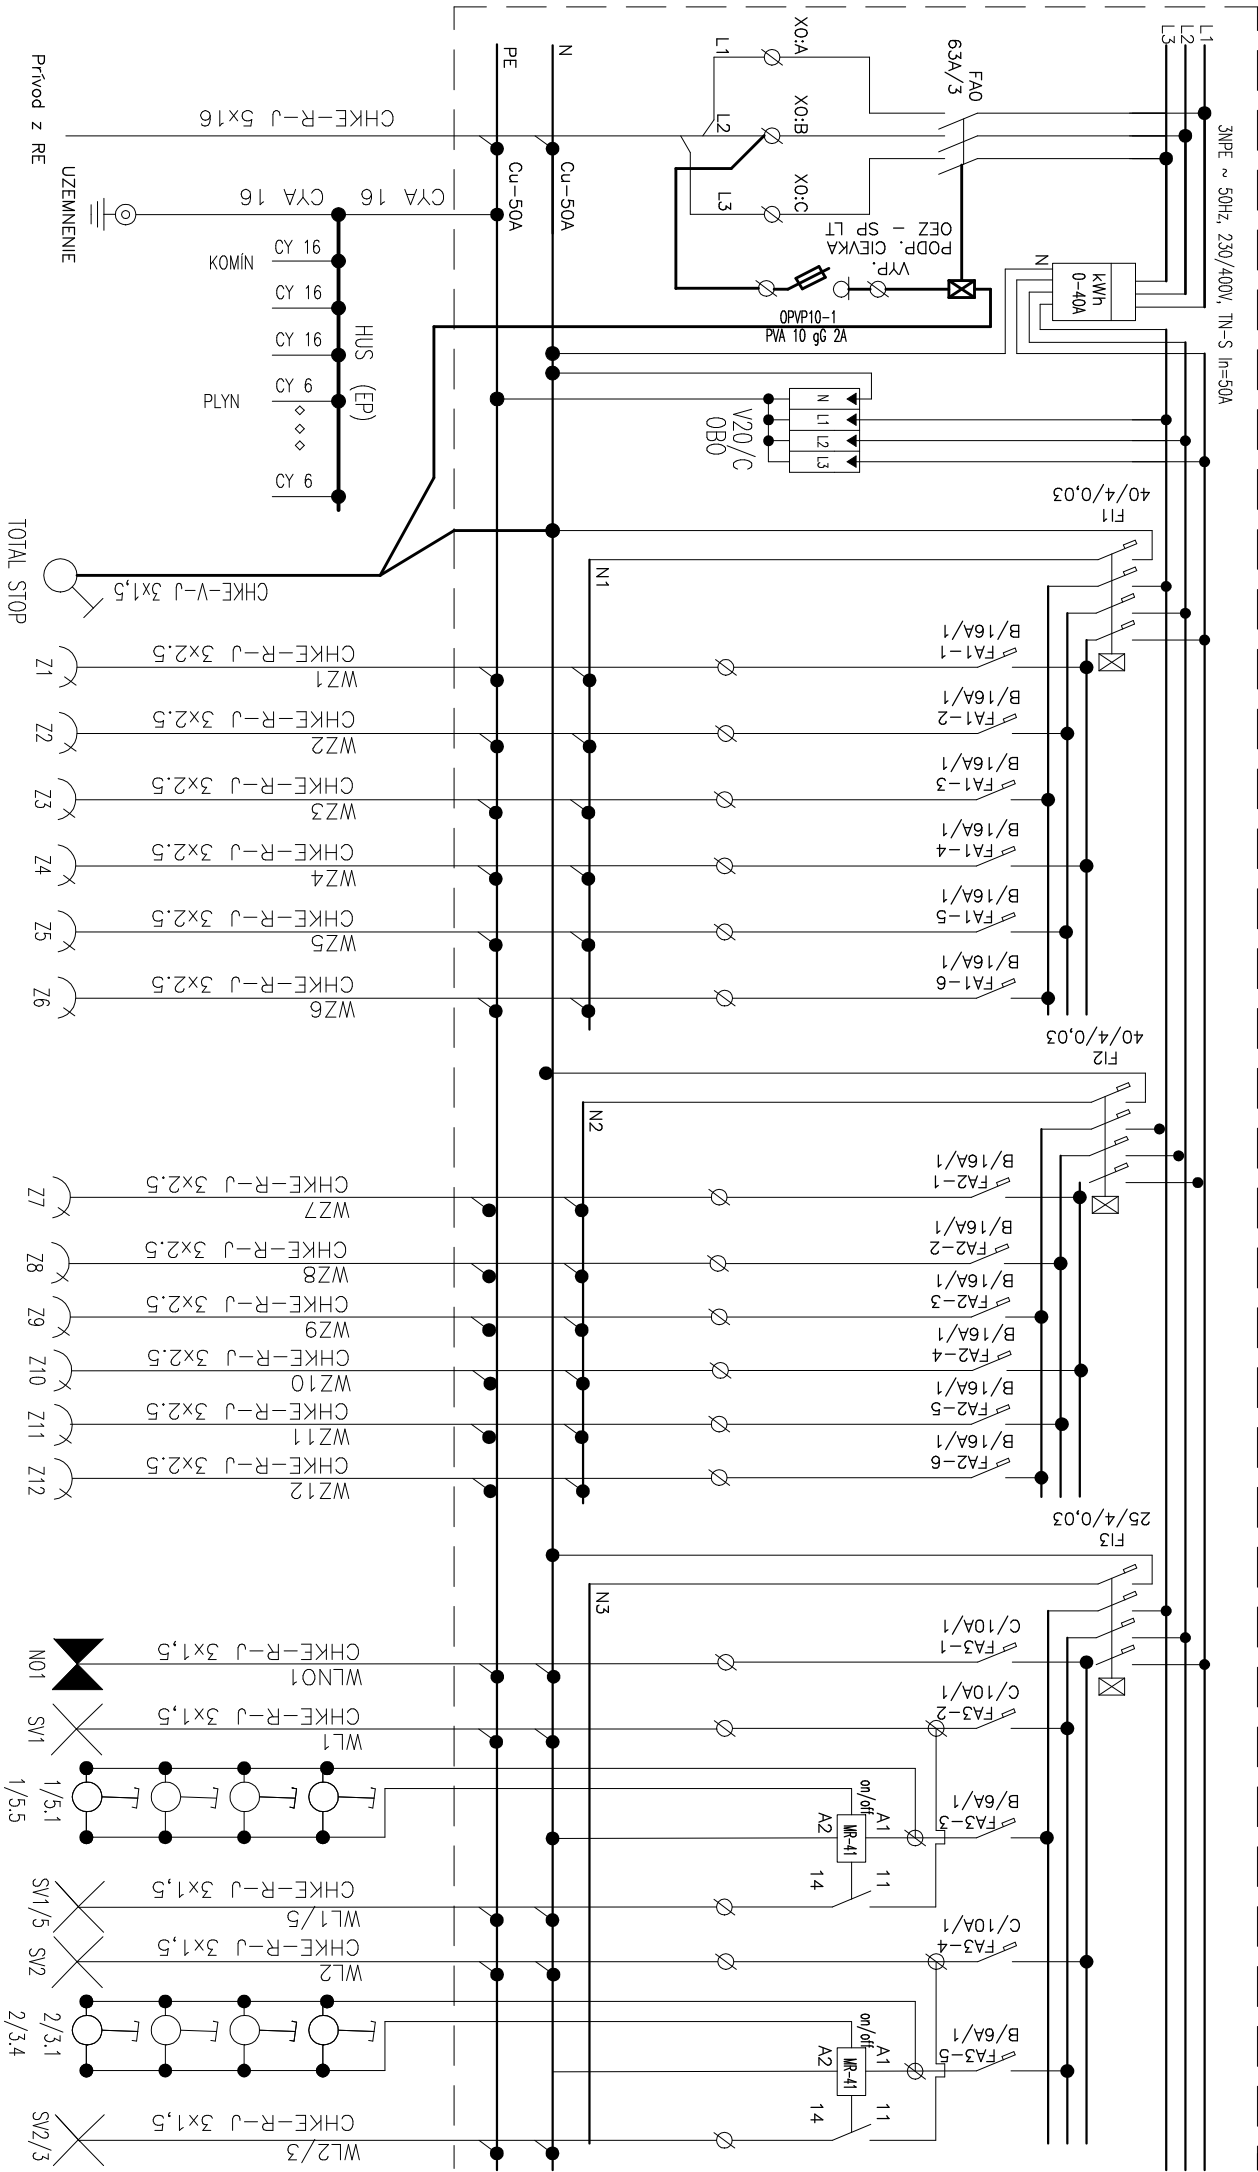 3NPE ~ 50Hz, 230/400V, TN-S In=50A
L1
L2
L3
FA0
63A/3
X0:A
X0:B
X0:C
L1
L2
L3
N
PE
Cu-50A
Cu-50A
CHKE-R-J 5x16
Prívod z RE
UZEMNENIE
CYA 16
CYA 16
KOMÍN
CY 16
CY 16
CY 16
CY 6
CY 6
PLYN
HUS (EP)
VYP.
PODP. CIEVKA
OEZ - SP LT
OPVP10-1
PVA 10 gG 2A
N
kWh
0-40A
N
L1
L2
L3
V20/C
OBO
TOTAL STOP
CHKE-V-J 3x1,5
FI1
40/4/0,03
N1
FA1-1
B/16A/1
WZ1
CHKE-R-J 3x2.5
Z1
FA1-2
B/16A/1
WZ2
CHKE-R-J 3x2.5
Z2
FA1-3
B/16A/1
WZ3
CHKE-R-J 3x2.5
Z3
FA1-4
B/16A/1
WZ4
CHKE-R-J 3x2.5
Z4
FA1-5
B/16A/1
WZ5
CHKE-R-J 3x2.5
Z5
FA1-6
B/16A/1
WZ6
CHKE-R-J 3x2.5
Z6
FI2
40/4/0,03
N2
FA2-1
B/16A/1
WZ7
CHKE-R-J 3x2.5
Z7
FA2-2
B/16A/1
WZ8
CHKE-R-J 3x2.5
Z8
FA2-3
B/16A/1
WZ9
CHKE-R-J 3x2.5
Z9
FA2-4
B/16A/1
WZ10
CHKE-R-J 3x2.5
Z10
FA2-5
B/16A/1
WZ11
CHKE-R-J 3x2.5
Z11
FA2-6
B/16A/1
WZ12
CHKE-R-J 3x2.5
Z12
FI3
25/4/0,03
N3
FA3-1
C/10A/1
WLNO1
CHKE-R-J 3x1,5
NO1
FA3-2
C/10A/1
WL1
CHKE-R-J 3x1,5
SV1
FA3-3
B/6A/1
on/off
A1
A2
MR-41
11
14
1/5.1
1/5.5
WL1/5
CHKE-R-J 3x1,5
SV1/5
FA3-4
C/10A/1
WL2
CHKE-R-J 3x1,5
SV2
FA3-5
B/6A/1
on/off
A1
A2
MR-41
11
14
2/3.1
2/3.4
WL2/3
CHKE-R-J 3x1,5
SV2/3